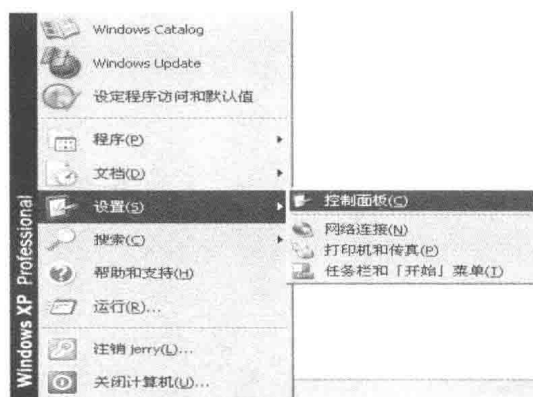 Windows Catalog
Windows Update
设定程序访问和默认值
程序(P)
文档(D)
设置(S)
搜索(C)
帮助和支持(H)
运行(R)...
注销 Jerry(L)...
关闭计算机(U)...
Windows XP Professional
控制面板(C)
网络连接(N)
打印机和传真(P)
任务栏和「开始」菜单(T)